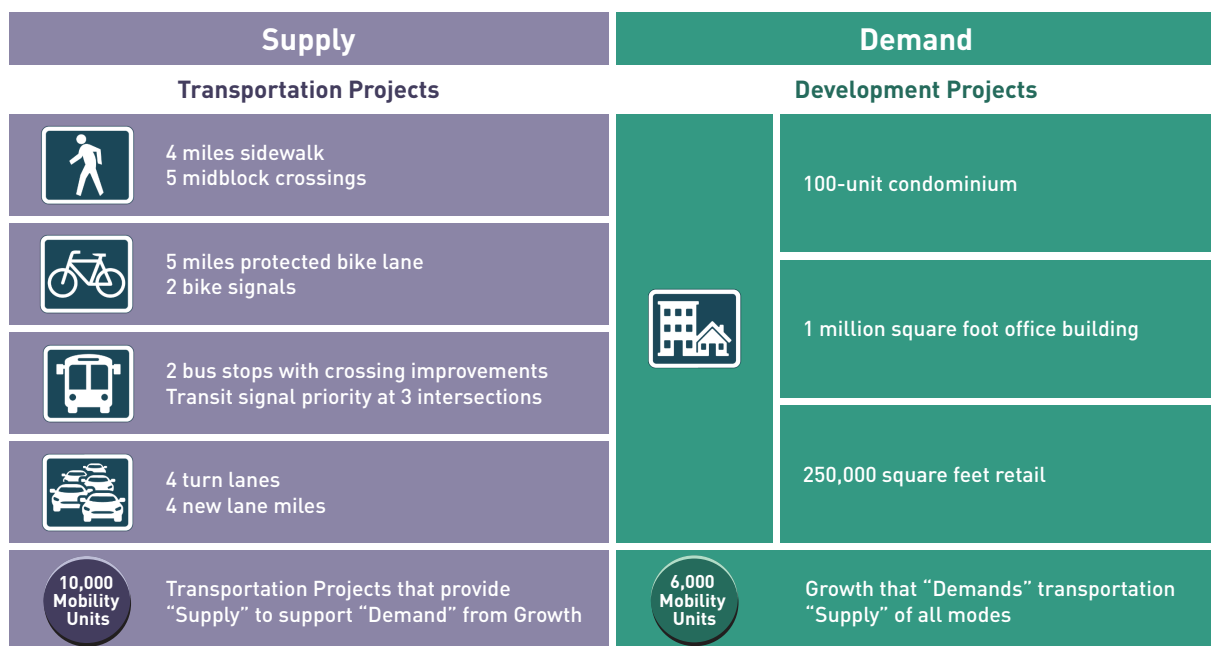 Supply
Transportation Projects
4 miles sidewalk
5 midblock crossings
5 miles protected bike lane
2 bike signals
2 bus stops with crossing improvements
Transit signal priority at 3 intersections
4 turn lanes
4 new lane miles
10,000
Mobility
Units
Transportation Projects that provide
“Supply” to support “Demand” from Growth
Demand
Development Projects
100-unit condominium
1 million square foot office building
250,000 square feet retail
6,000
Mobility
Units
Growth that “Demands” transportation
“Supply” of all modes